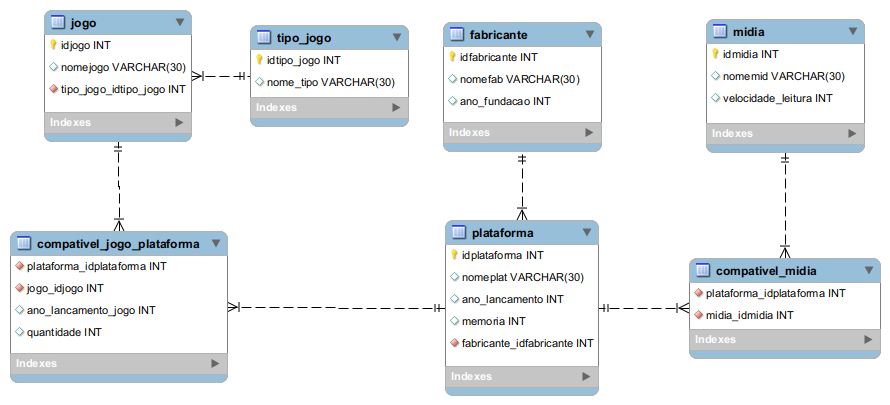 jogo
idjogo INT
nomejogo VARCHAR(30)
tipo_jogo_idtipo_jogo INT
Indexes
tipo_jogo
idtipo_jogo INT
nome_tipo VARCHAR(30)
Indexes
fabricante
idfabricante INT
nomefab VARCHAR(30)
ano_fundacao INT
Indexes
midia
idmidia INT
nomemid VARCHAR(30)
velocidade_leitura INT
Indexes
compativel_jogo_plataforma
plataforma_idplataforma INT
jogo_idjogo INT
ano_lancamento_jogo INT
quantidade INT
Indexes
plataforma
idplataforma INT
nomeplat VARCHAR(30)
ano_lancamento INT
memoria INT
fabricante_idfabricante INT
Indexes
compativel_midia
plataforma_idplataforma INT
midia_idmidia INT
Indexes